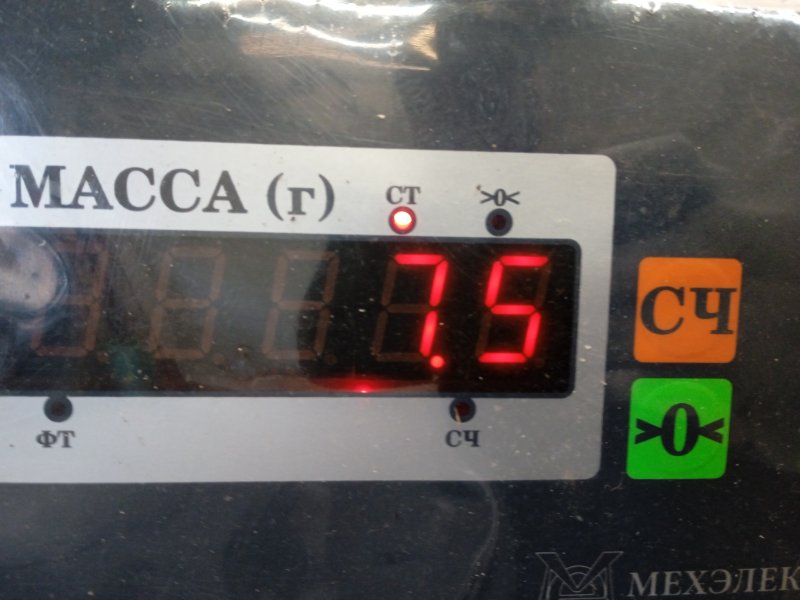 МАССА (г)
СТ >0<
7.5
СЧ
ФТ СЧ
>0<
МЕХЭЛЕК